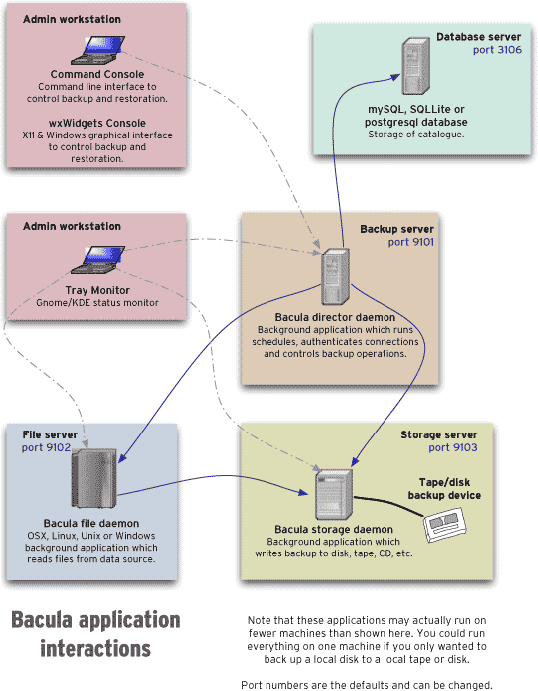 Admin workstation
Command Console
Command line interface to
control backup and restoration.
wxWidgets Console
X11 & Windows graphical interface
to control backup and
restoration.
Database server
port 3106
mySQL, SQLLite or
postgresql database
Storage of catalogue.
Admin workstation
Tray Monitor
Gnome/KDE status monitor
Backup server
port 9101
Bacula director daemon
Background application which runs
schedules, authenticates connections
and controls backup operations.
File server
port 9102
Bacula file daemon
OSX, Linux, Unix or Windows
background application which
reads files from data source.
Storage server
port 9103
Tape/disk
backup device
Bacula storage daemon
Background application which
writes backup to disk, tape, CD, etc.
Bacula application
interactions
Note that these applications may actually run on
fewer machines than shown here. You could run
everything on one machine if you only wanted to
back up a local disk to a local tape or disk.
Port numbers are the defaults and can be changed.